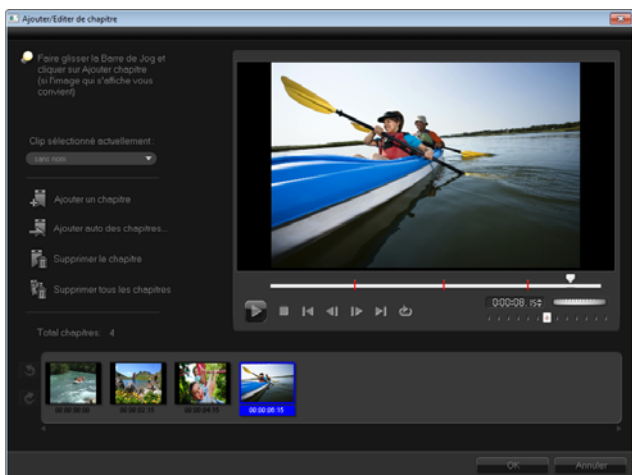 Ajouter/Editer de chapitre
Faire glisser la Barre de Jog et
cliquer sur Ajouter chapitre
(si l'image qui s'affiche vous
convient)
Clip sélectionné actuellement :
sans nom
Ajouter un chapitre
Ajouter auto des chapitres...
Supprimer le chapitre
Supprimer tous les chapitres
0:00:08. 15
Total chapitres: 4
00:00:00:00
00:00:02:15
00:00:04:15
00:00:06:15
OK
Annuler